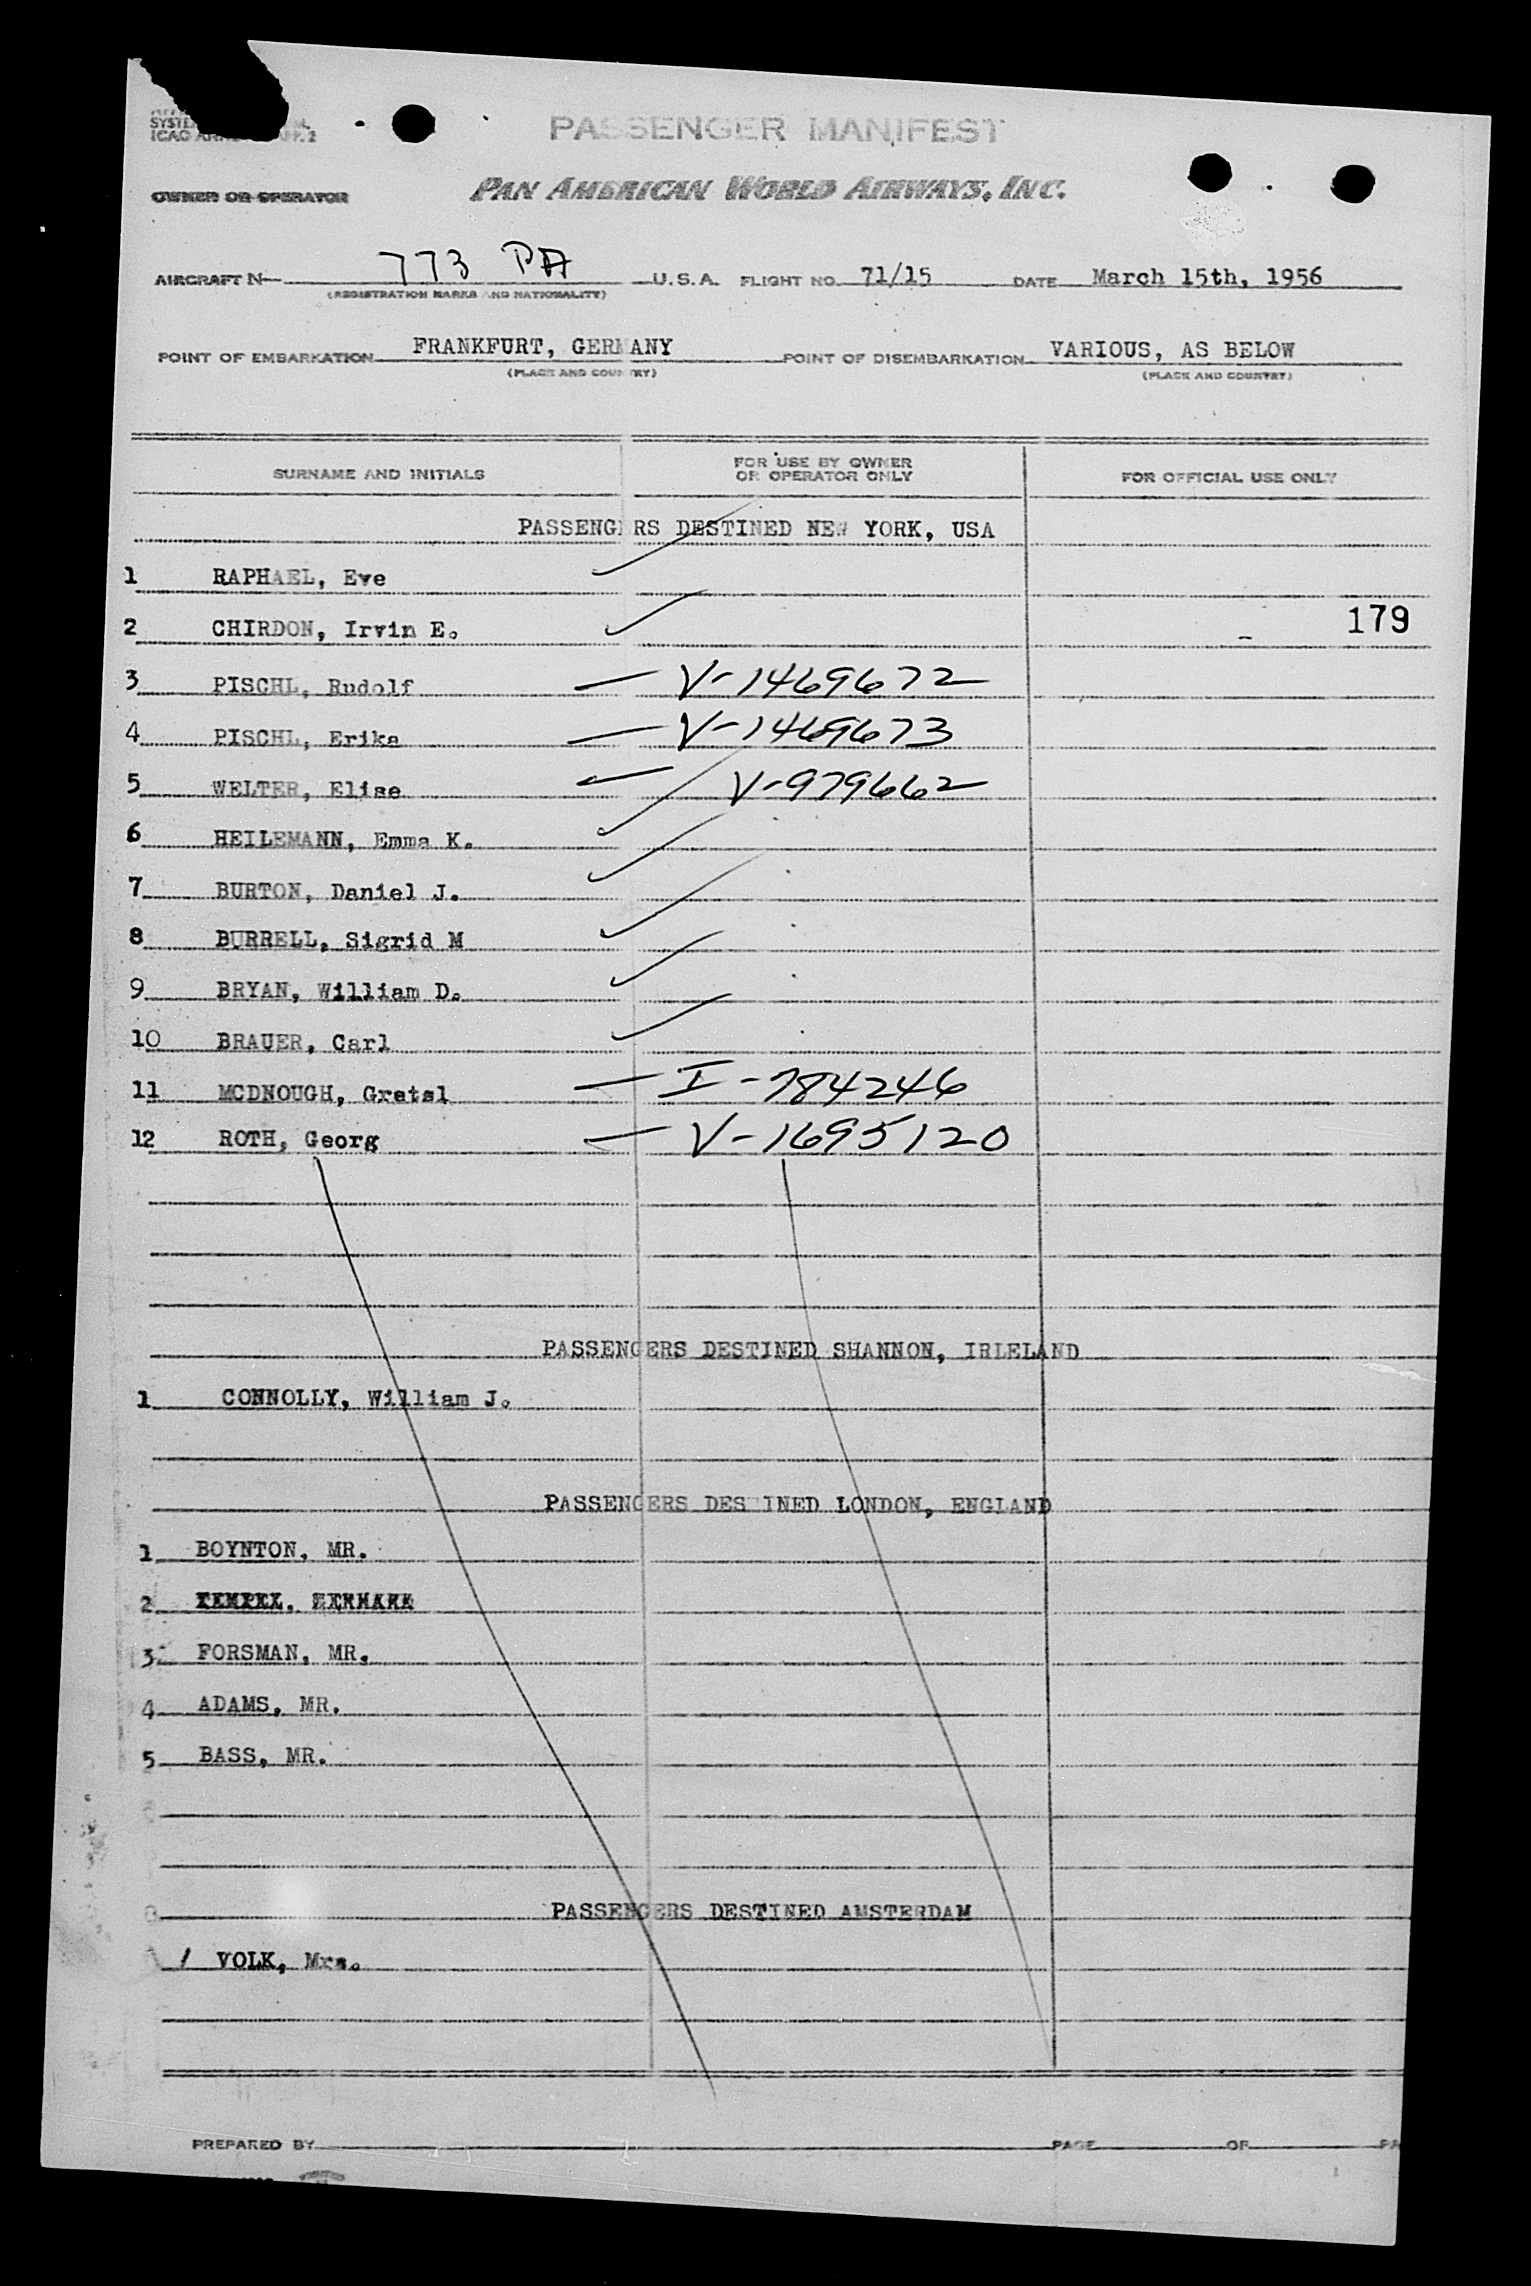 PASSENGER MANIFEST
OWNER OR OPERATOR PAN AMERICAN WORLD AIRWAYS, INC.
AIRCRAFT N 773 PA U.S.A. FLIGHT NO. 71/15 DATE March 15th, 1956
(REGISTRATION MARKS AND NATIONALITY)
POINT OF EMBARKATION FRANKFURT, GERMANY POINT OF DISEMBARKATION VARIOUS, AS BELOW
(PLACE AND COUNTRY) (PLACE AND COUNTRY)
SURNAME AND INITIALS FOR USE BY OWNER OR OPERATOR ONLY FOR OFFICIAL USE ONLY
PASSENGERS DESTINED NEW YORK, USA
1 RAPHAEL, Eve
2 CHIRDON, Irvin E. 179
3 PISCHL, Rudolf V-1469672
4 PISCHL, Erika V-1469673
5 WELTER, Elise V-979662
6 HEILEMANN, Emma K.
7 BURTON, Daniel J.
8 BURRELL, Sigrid M
9 BRYAN, William D.
10 BRAUER, Carl
11 MCDNOUGH, Gretel I-784246
12 ROTH, Georg V-1695120
PASSENGERS DESTINED SHANNON, IRLELAND
1 CONNOLLY, William J.
PASSENGERS DES INED LONDON, ENGLAND
1 BOYNTON, MR.
2
3 FORSMAN, MR.
4 ADAMS, MR.
5 BASS, MR.
PASSENGERS DESTINED AMSTERDAM
1 VOLK, Mrs.
PREPARED BY PAGE OF